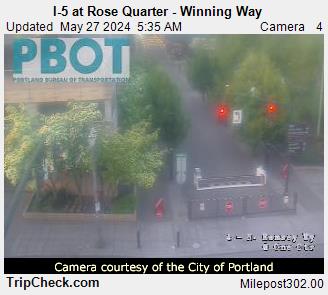 I-5 at Rose Quarter - Winning Way
Updated May 27 2024 5:35 AM Camera 4
PBOT
PORTLAND BUREAU OF TRANSPORTATION
Camera courtesy of the City of Portland
TripCheck.com Milepost302.00